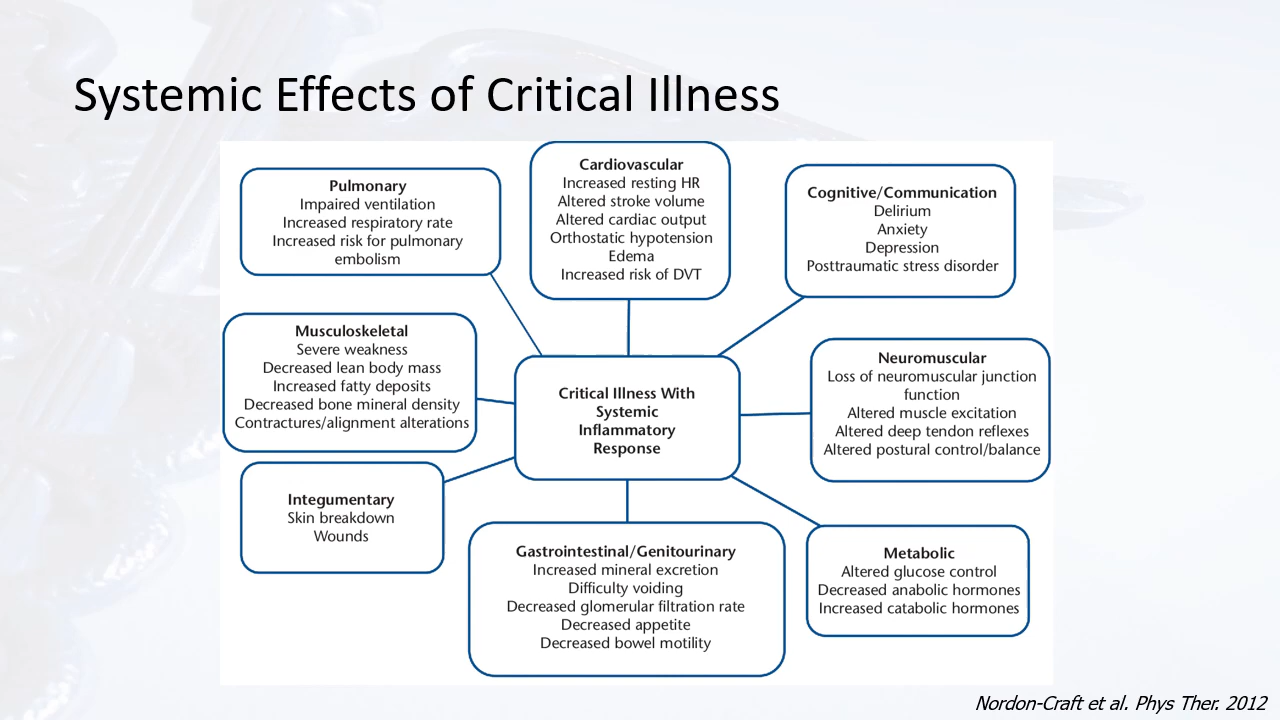 Systemic Effects of Critical Illness
Pulmonary
Impaired ventilation
Increased respiratory rate
Increased risk for pulmonary
embolism
Cardiovascular
Increased resting HR
Altered stroke volume
Altered cardiac output
Orthostatic hypotension
Edema
Increased risk of DVT
Cognitive/Communication
Delirium
Anxiety
Depression
Posttraumatic stress disorder
Musculoskeletal
Severe weakness
Decreased lean body mass
Increased fatty deposits
Decreased bone mineral density
Contractures/alignment alterations
Critical Illness With
Systemic
Inflammatory
Response
Neuromuscular
Loss of neuromuscular junction
function
Altered muscle excitation
Altered deep tendon reflexes
Altered postural control/balance
Integumentary
Skin breakdown
Wounds
Gastrointestinal/Genitourinary
Increased mineral excretion
Difficulty voiding
Decreased glomerular filtration rate
Decreased appetite
Decreased bowel motility
Metabolic
Altered glucose control
Decreased anabolic hormones
Increased catabolic hormones
Nordon-Craft et al. Phys Ther. 2012